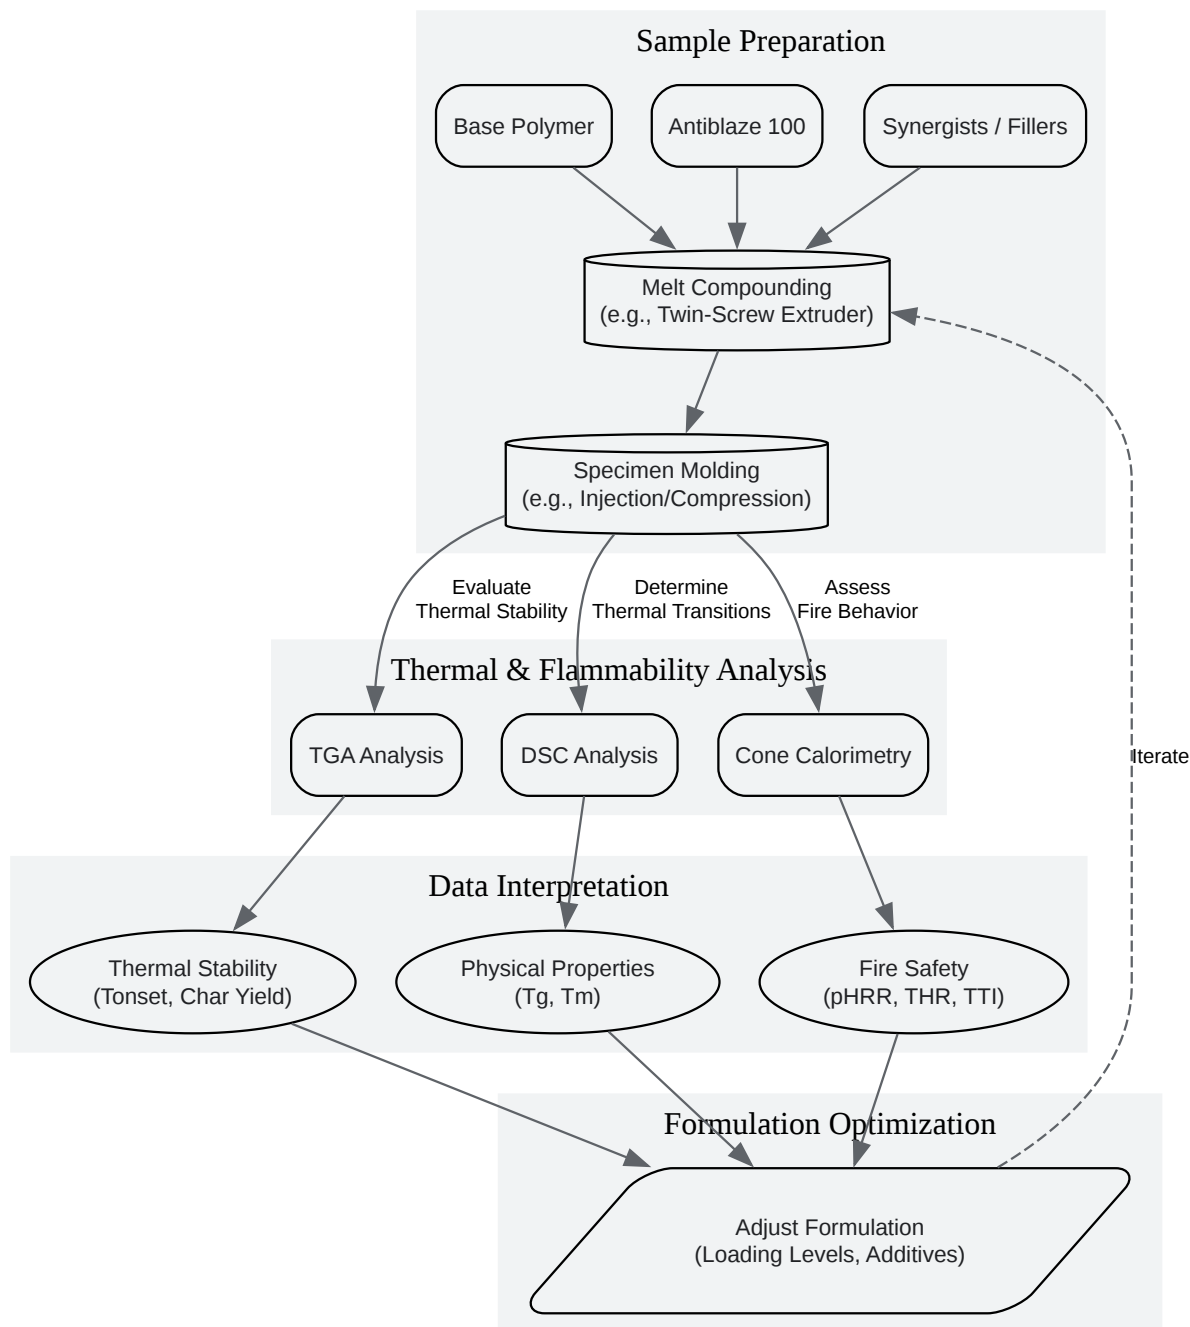 Sample Preparation
Base Polymer
Antiblaze 100
Synergists / Fillers
Melt Compounding
(e.g., Twin-Screw Extruder)
Specimen Molding
(e.g., Injection/Compression)
Evaluate
Thermal Stability
Determine
Thermal Transitions
Assess
Fire Behavior
Thermal & Flammability Analysis
TGA Analysis
DSC Analysis
Cone Calorimetry
Iterate
Data Interpretation
Thermal Stability
(Tonset, Char Yield)
Physical Properties
(Tg, Tm)
Fire Safety
(pHRR, THR, TTI)
Formulation Optimization
Adjust Formulation
(Loading Levels, Additives)